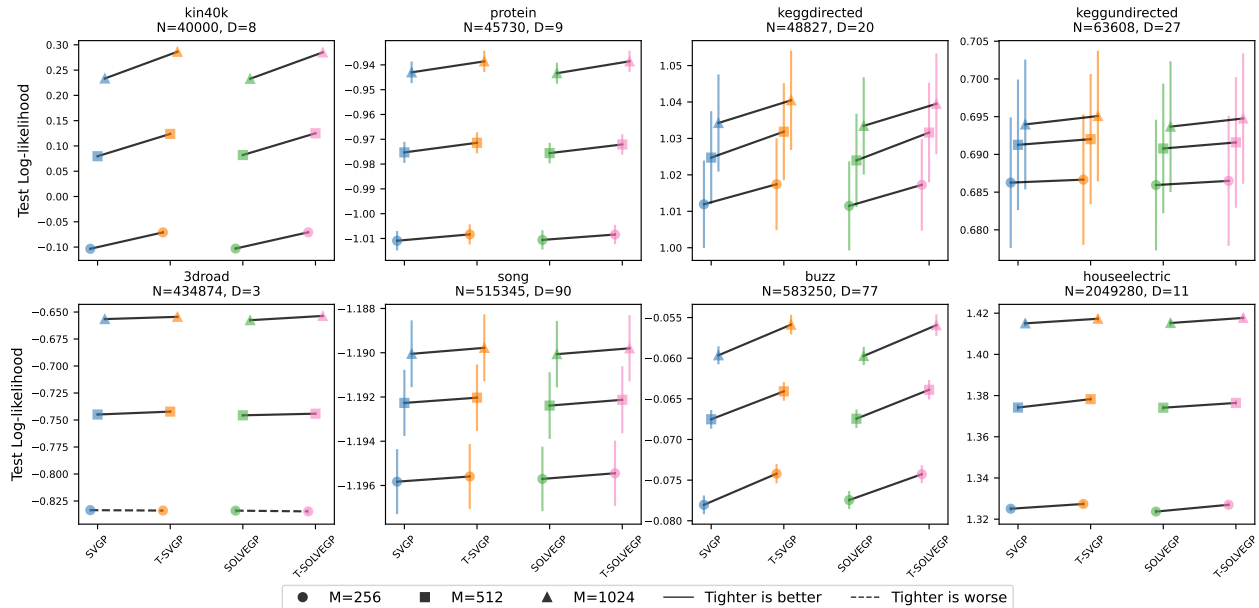 kin40k
N=40000, D=8
protein
N=45730, D=9
keggdirected
N=48827, D=20
keggundirected
N=63608, D=27
Test Log-likelihood
0.30
0.25
0.20
0.15
0.10
0.05
0.00
−0.05
−0.10
−0.94
−0.95
−0.96
−0.97
−0.98
−0.99
−1.00
−1.01
1.05
1.04
1.03
1.02
1.01
1.00
0.705
0.700
0.695
0.690
0.685
0.680
3droad
N=434874, D=3
song
N=515345, D=90
buzz
N=583250, D=77
houseelectric
N=2049280, D=11
Test Log-likelihood
−0.650
−0.675
−0.700
−0.725
−0.750
−0.775
−0.800
−0.825
−1.188
−1.190
−1.192
−1.194
−1.196
−0.055
−0.060
−0.065
−0.070
−0.075
−0.080
1.42
1.40
1.38
1.36
1.34
1.32
SVGP
T-SVGP
SOLVEGP
T-SOLVEGP
SVGP
T-SVGP
SOLVEGP
T-SOLVEGP
SVGP
T-SVGP
SOLVEGP
T-SOLVEGP
SVGP
T-SVGP
SOLVEGP
T-SOLVEGP
M=256 M=512 M=1024 Tighter is better Tighter is worse